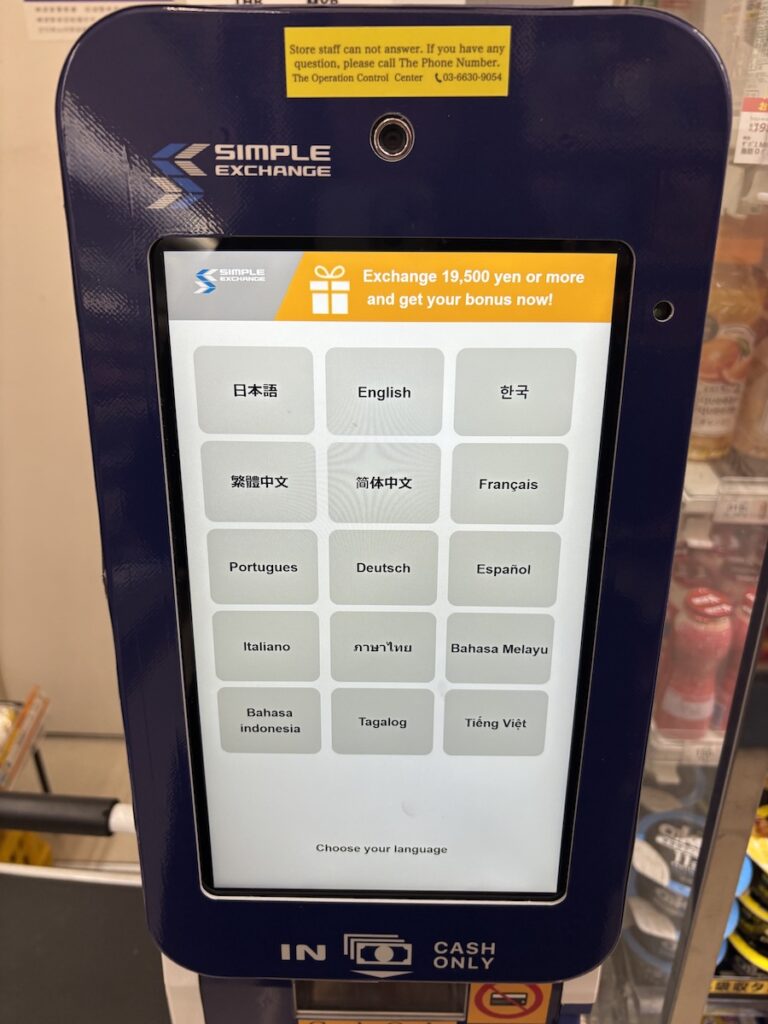 Store staff can not answer. If you have any
question, please call The Phone Number.
The Operation Control Center 03-6630-9054
SIMPLE
EXCHANGE
SIMPLE
EXCHANGE
Exchange 19,500 yen or more
and get your bonus now!
日本語
English
한국
繁體中文
简体中文
Français
Portugues
Deutsch
Español
Italiano
ภาษาไทย
Bahasa Melayu
Bahasa
indonesia
Tagalog
Tiếng Việt
Choose your language
IN
CASH
ONLY